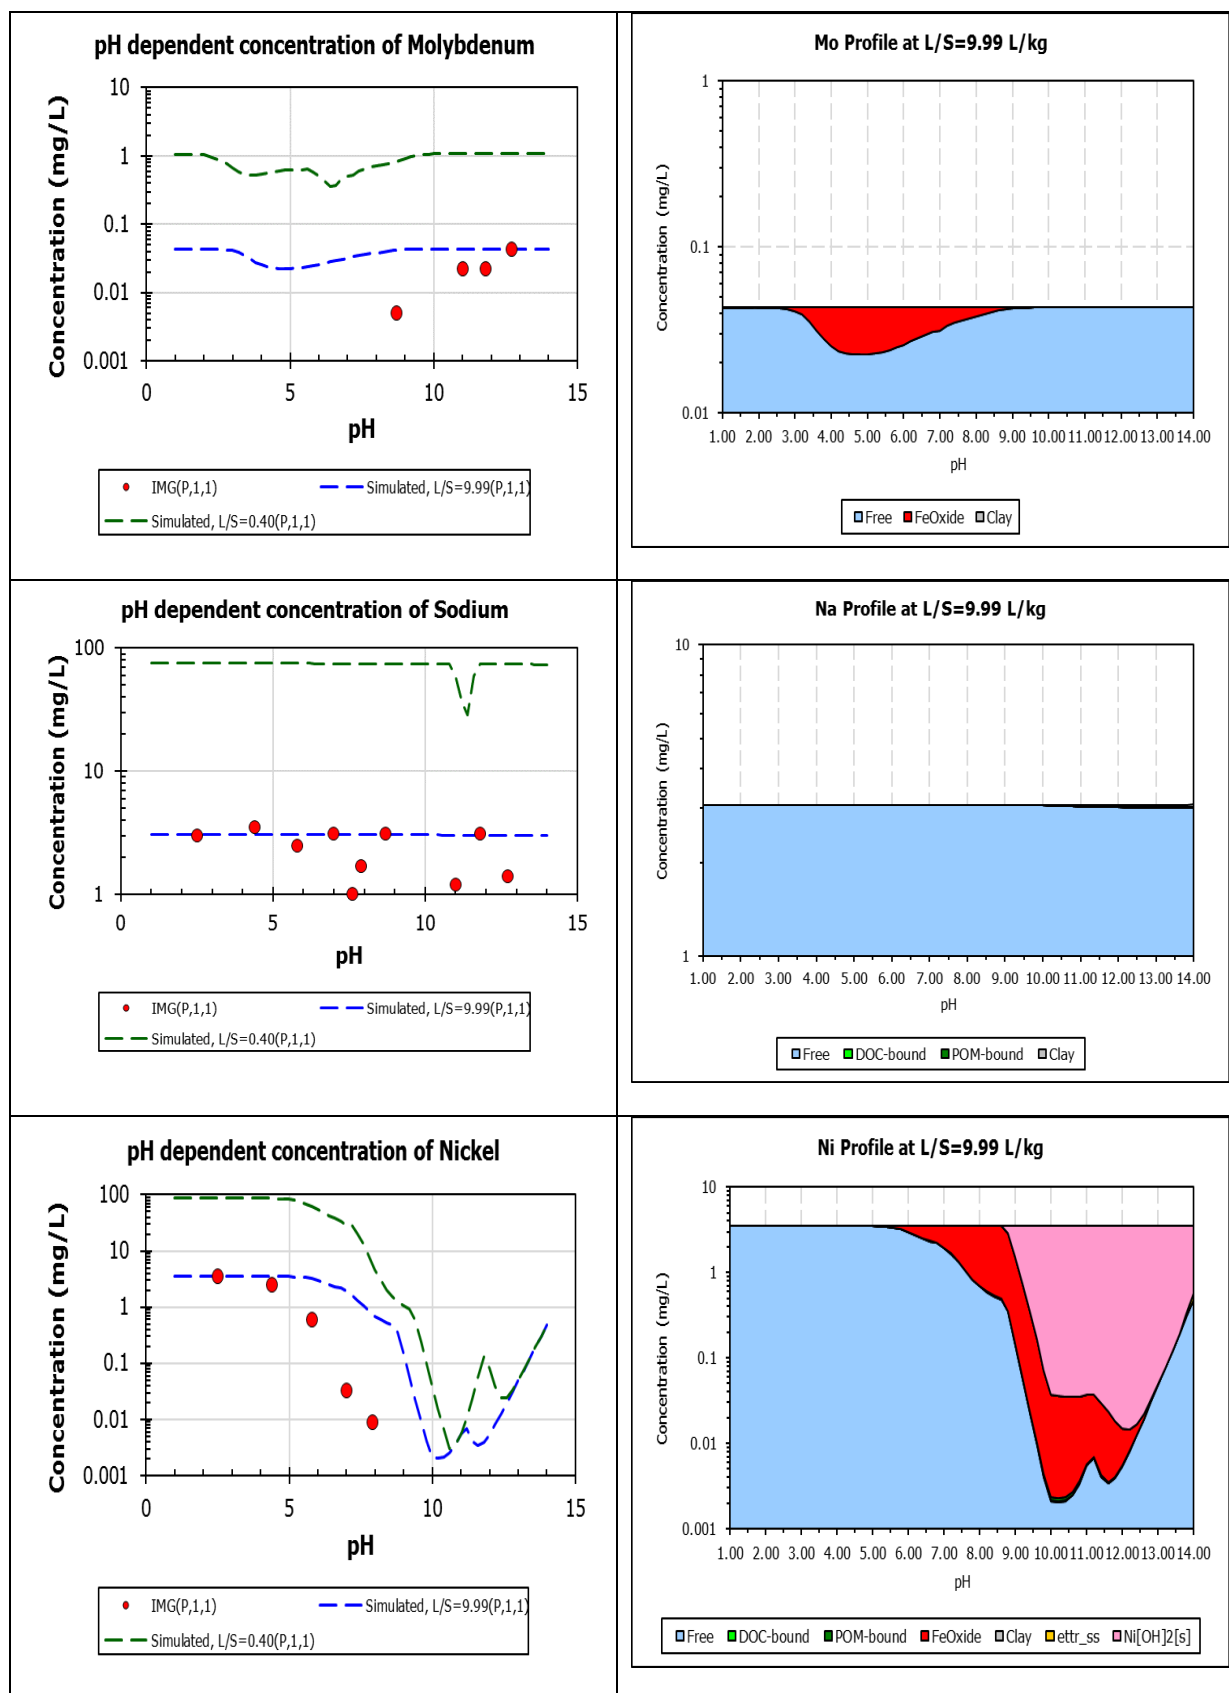 pH dependent concentration of Molybdenum
Concentration (mg/L)
10
1
0.1
0.01
0.001
0 5 10 15
pH
IMG(P,1,1) Simulated, L/S=9.99(P,1,1)
Simulated, L/S=0.40(P,1,1)
Mo Profile at L/S=9.99 L/kg
Concentration (mg/L)
1
0.1
0.01
1.00 2.00 3.00 4.00 5.00 6.00 7.00 8.00 9.00 10.00 11.00 12.00 13.00 14.00
pH
Free FeOxide Clay
pH dependent concentration of Sodium
Concentration (mg/L)
100
10
1
0 5 10 15
pH
IMG(P,1,1) Simulated, L/S=9.99(P,1,1)
Simulated, L/S=0.40(P,1,1)
Na Profile at L/S=9.99 L/kg
Concentration (mg/L)
10
1
1.00 2.00 3.00 4.00 5.00 6.00 7.00 8.00 9.00 10.00 11.00 12.00 13.00 14.00
pH
Free DOC-bound POM-bound Clay
pH dependent concentration of Nickel
Concentration (mg/L)
100
10
1
0.1
0.01
0.001
0 5 10 15
pH
IMG(P,1,1) Simulated, L/S=9.99(P,1,1)
Simulated, L/S=0.40(P,1,1)
Ni Profile at L/S=9.99 L/kg
Concentration (mg/L)
10
1
0.1
0.01
0.001
1.00 2.00 3.00 4.00 5.00 6.00 7.00 8.00 9.00 10.00 11.00 12.00 13.00 14.00
pH
Free DOC-bound POM-bound FeOxide Clay ettr_ss Ni[OH]2[s]